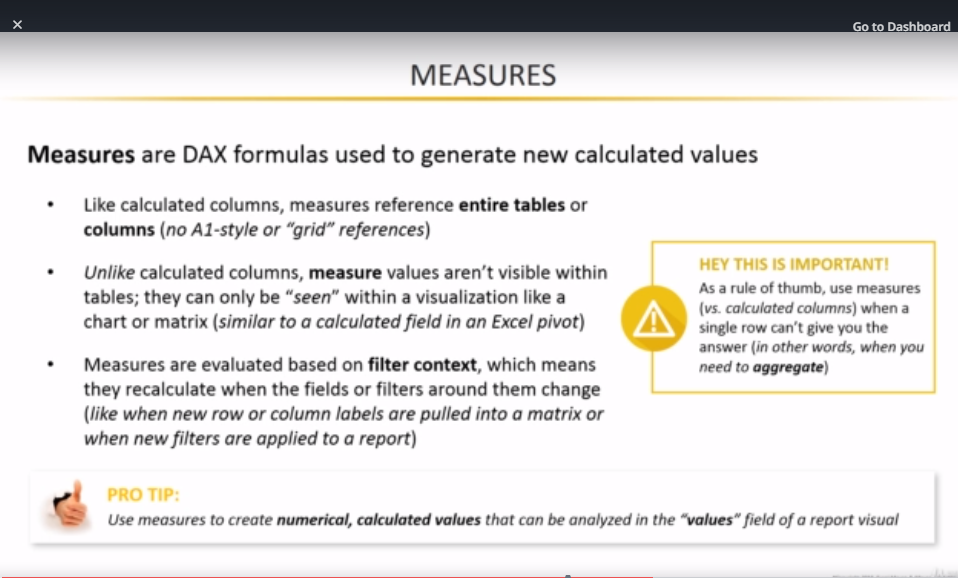 Go to Dashboard
MEASURES
Measures are DAX formulas used to generate new calculated values
• Like calculated columns, measures reference entire tables or
columns (no A1-style or “grid” references)
• Unlike calculated columns, measure values aren’t visible within
tables; they can only be “seen” within a visualization like a
chart or matrix (similar to a calculated field in an Excel pivot)
• Measures are evaluated based on filter context, which means
they recalculate when the fields or filters around them change
(like when new row or column labels are pulled into a matrix or
when new filters are applied to a report)
HEY THIS IS IMPORTANT!
As a rule of thumb, use measures
(vs. calculated columns) when a
single row can’t give you the
answer (in other words, when you
need to aggregate)
PRO TIP:
Use measures to create numerical, calculated values that can be analyzed in the “values” field of a report visual